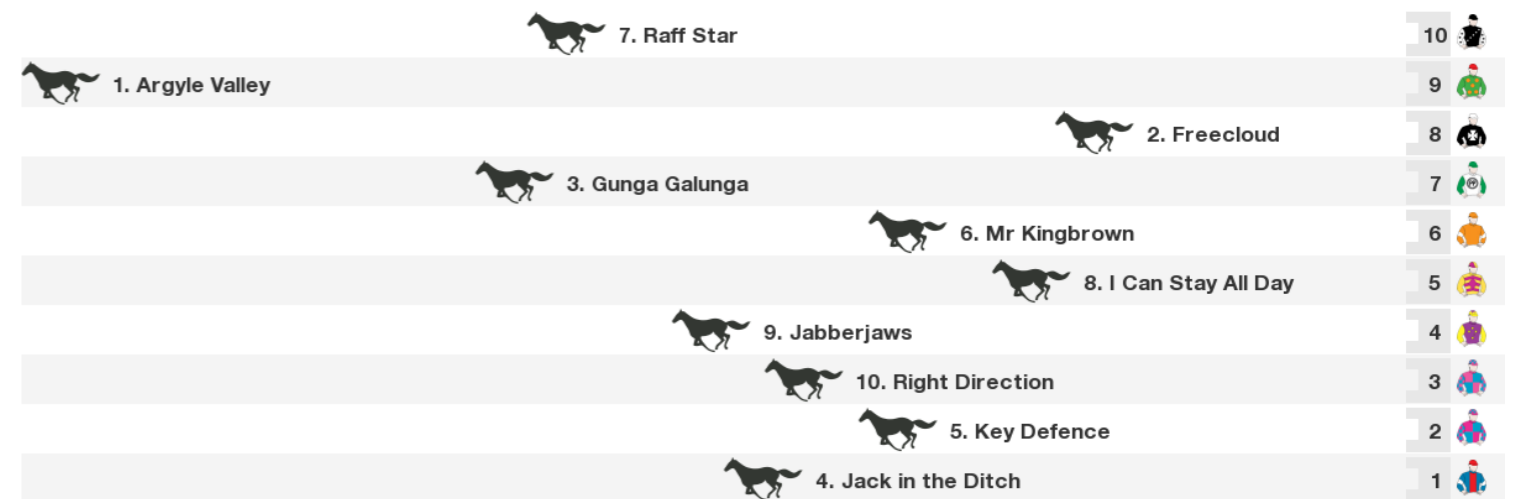 7. Raff Star 10
1. Argyle Valley 9
2. Freecloud 8
3. Gunga Galunga 7
6. Mr Kingbrown 6
8. I Can Stay All Day 5
9. Jabberjaws 4
10. Right Direction 3
5. Key Defence 2
4. Jack in the Ditch 1